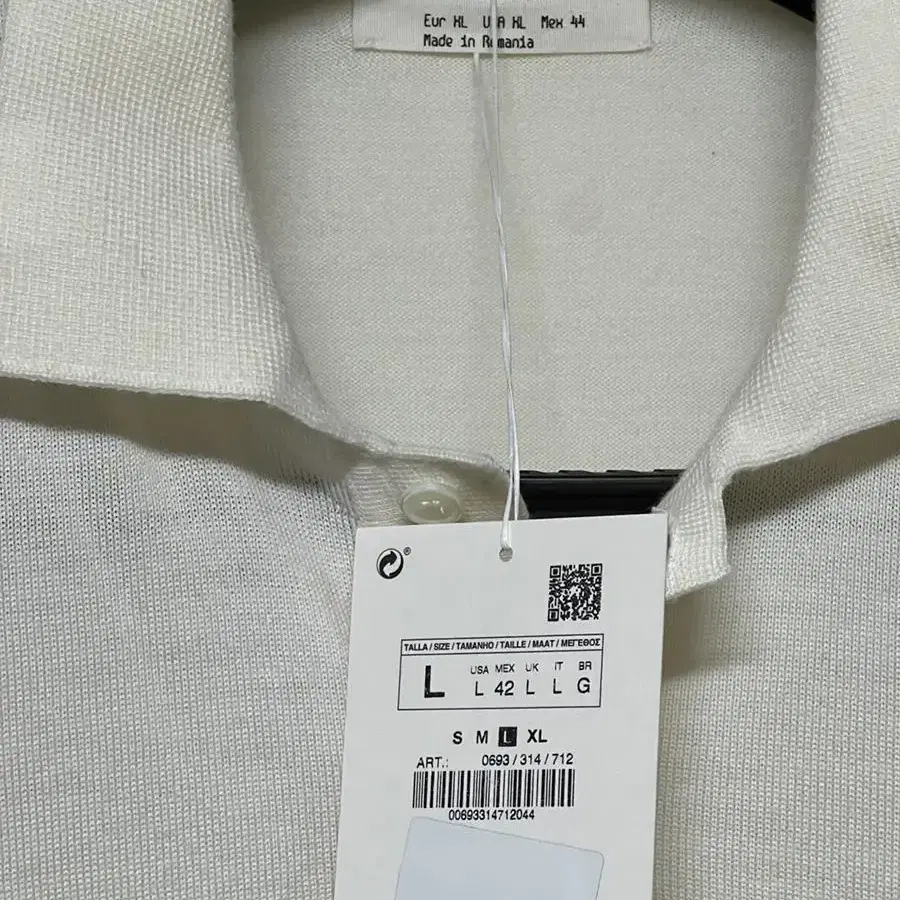 Eur XL USA XL Mex 44
Made in Romania
®
TALLA / SIZE / TAMANHO / TAILLE / MAAT / ΜΕΓΕΘΟΣ
L
USA MEX UK IT BR
L 42 L L G
S M L XL
ART.: 0693 / 314 / 712
00693314712044